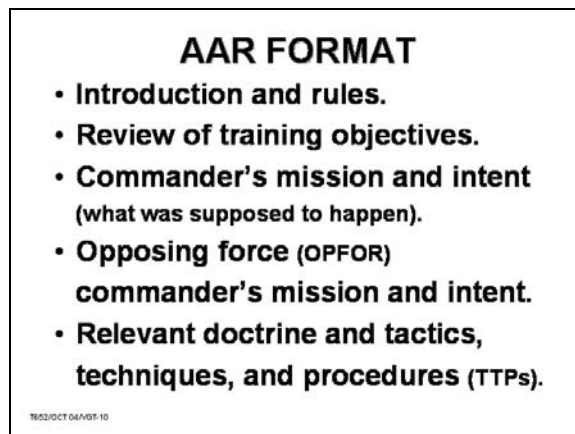 AAR FORMAT
• Introduction and rules.
• Review of training objectives.
• Commander's mission and intent
(what was supposed to happen).
• Opposing force (OPFOR)
commander's mission and intent.
• Relevant doctrine and tactics,
techniques, and procedures (TTPs).
T652/OCT 04/VGT-10